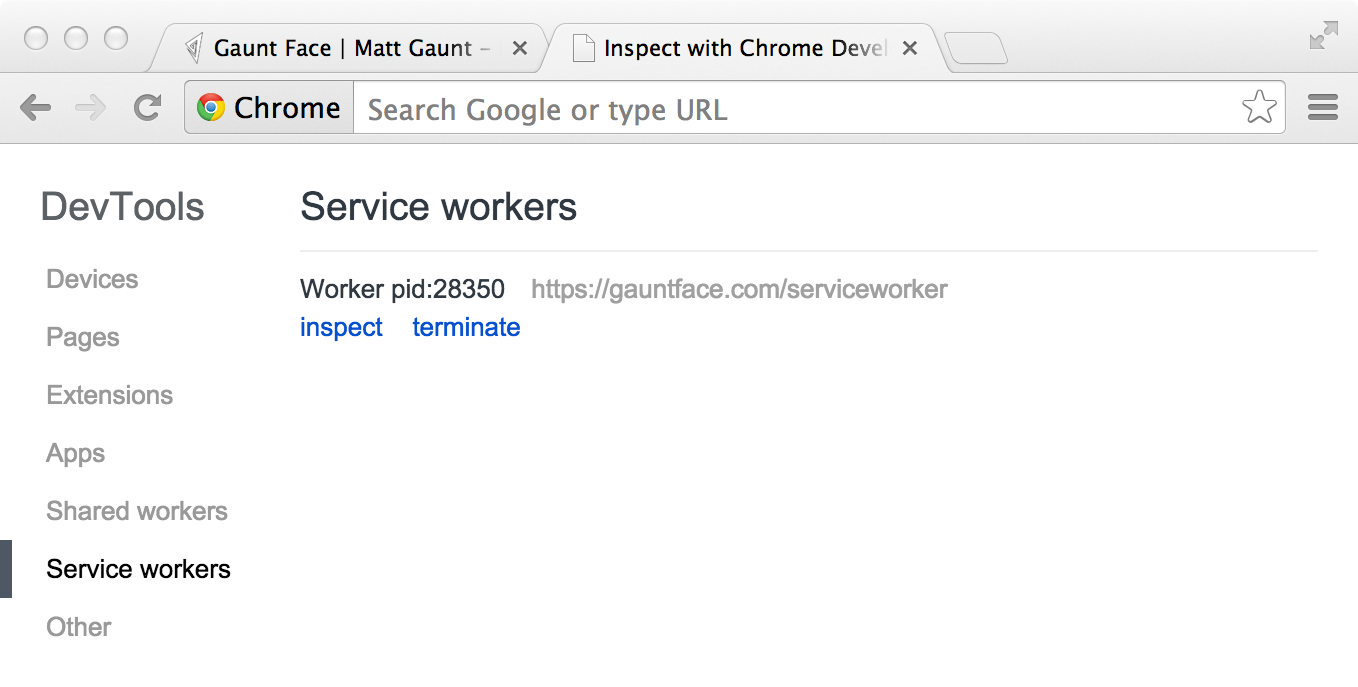 Gaunt Face | Matt Gaunt –
Inspect with Chrome Devel
Chrome
Search Google or type URL
DevTools
Devices
Pages
Extensions
Apps
Shared workers
Service workers
Other
Service workers
Worker pid:28350 https://gauntface.com/serviceworker
inspect terminate